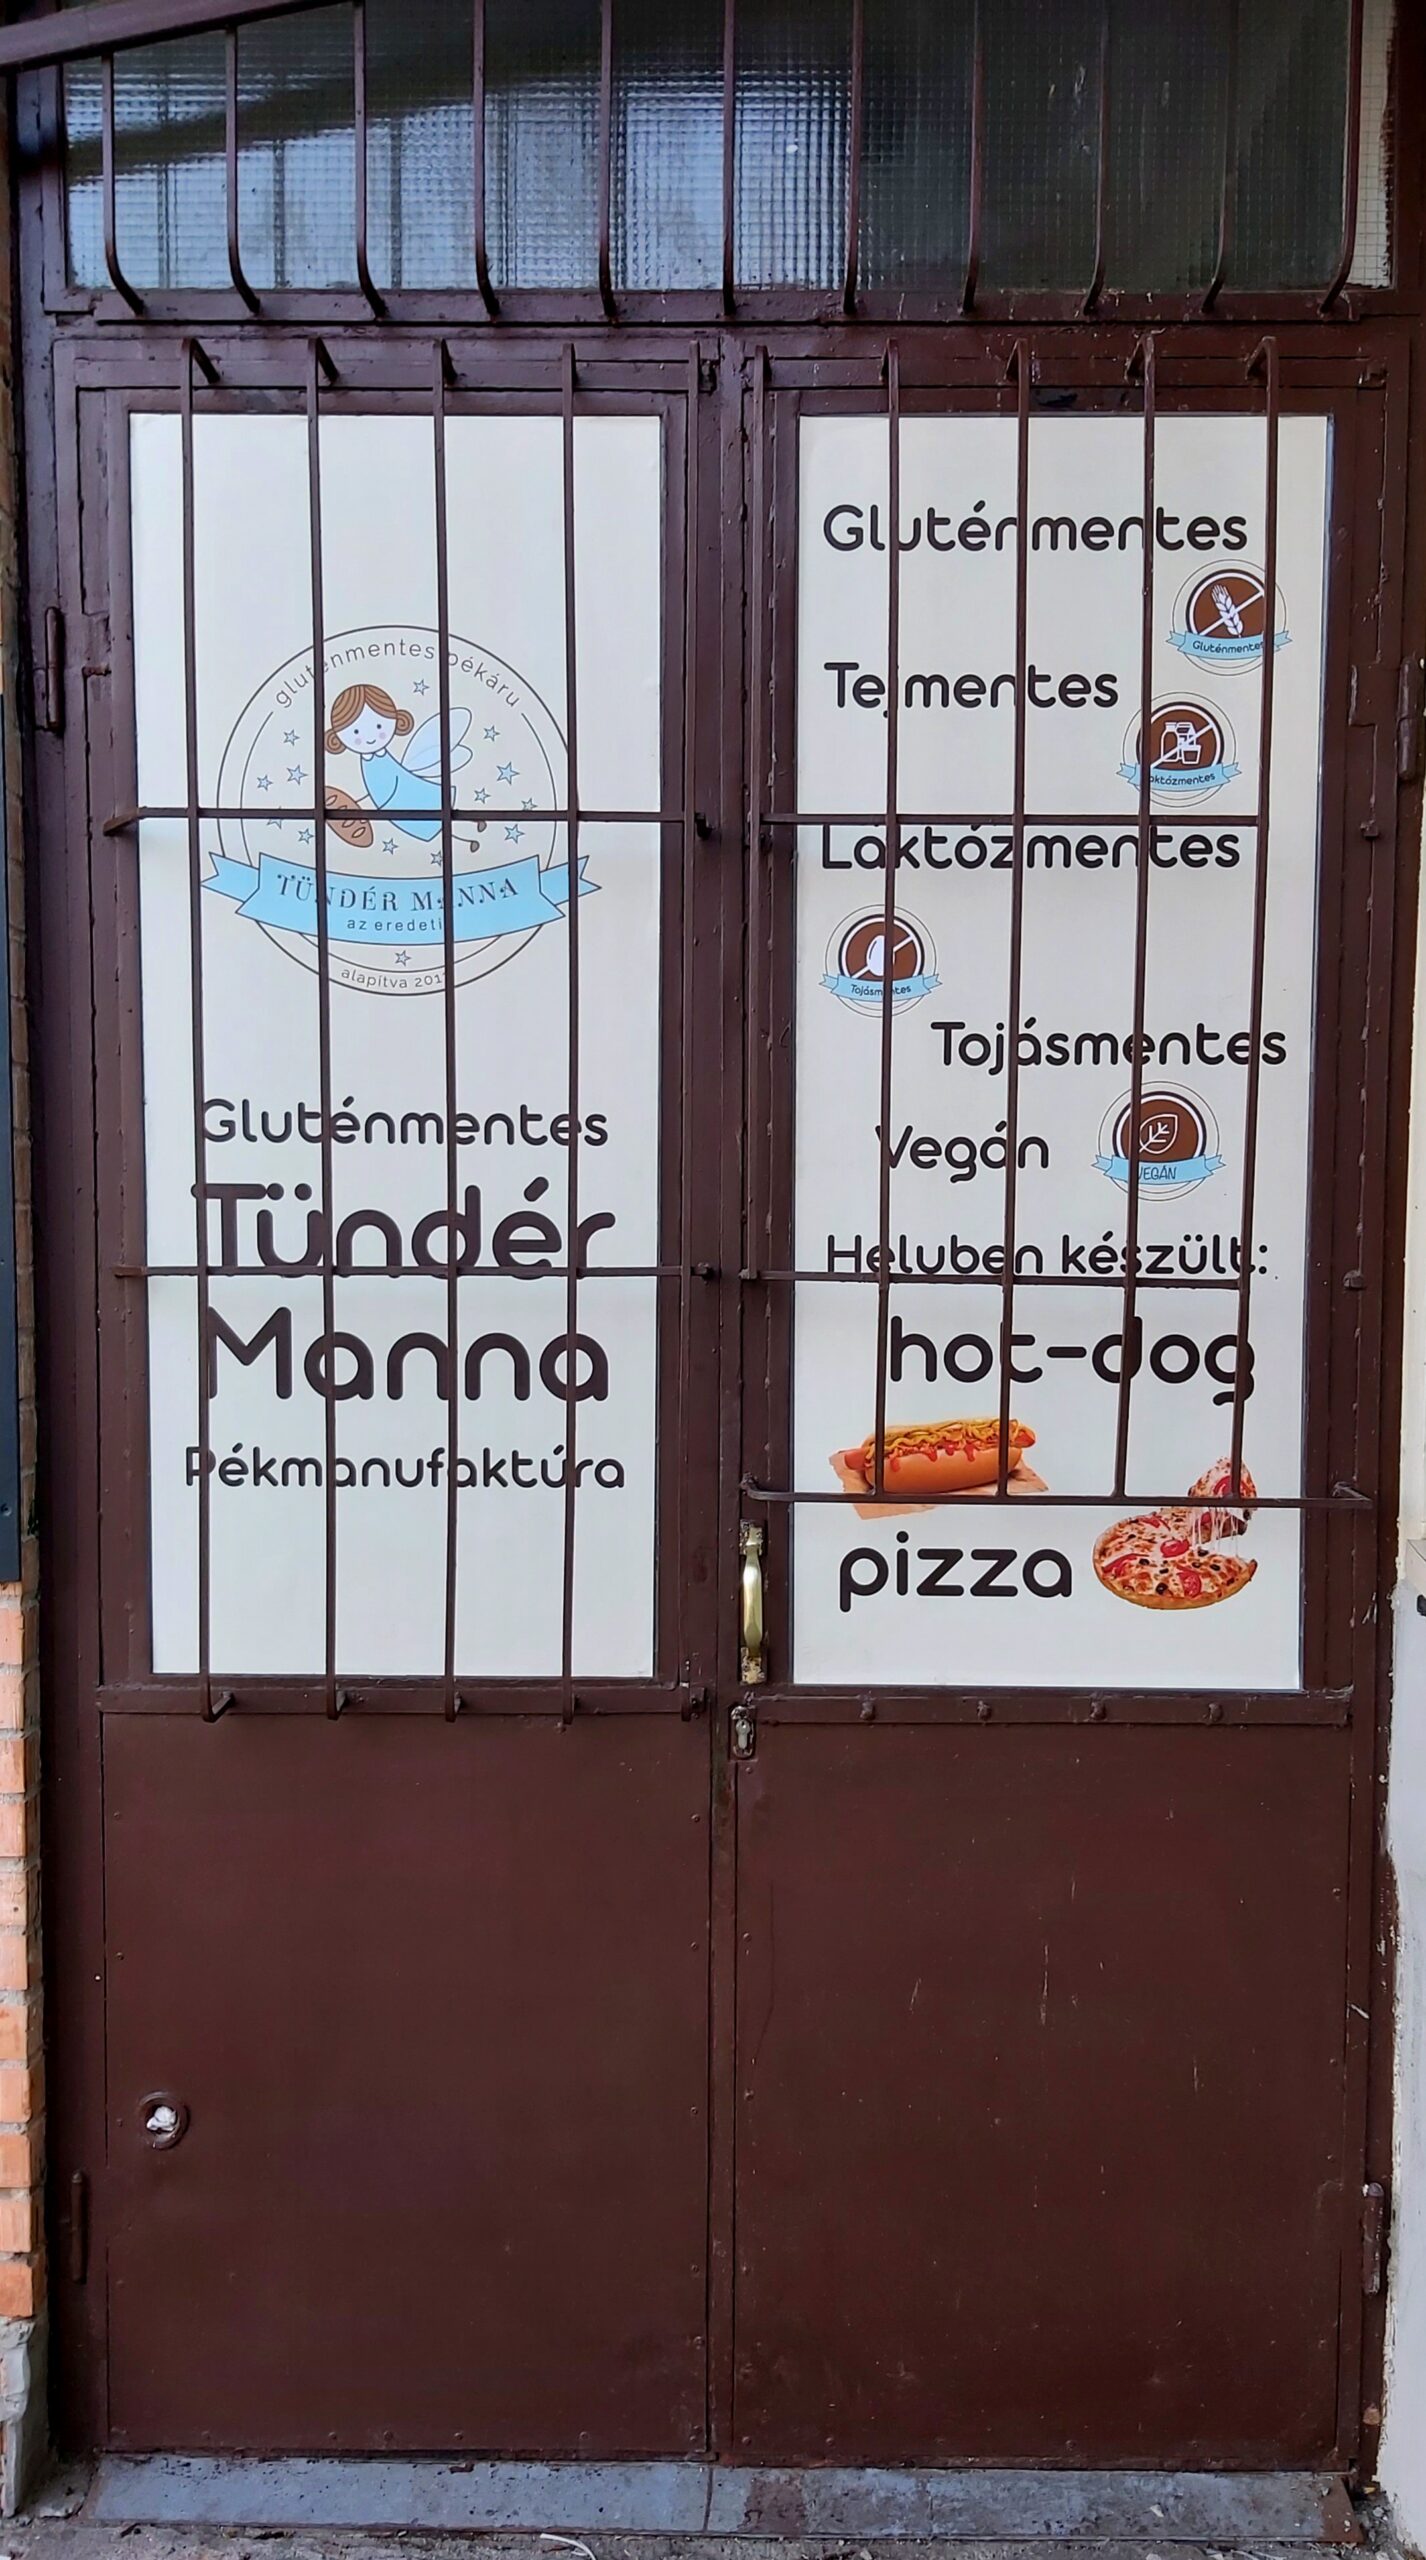 gluténmentes pékáru
TÜNDÉR MANNA
az eredeti
alapítva
Gluténmentes
Tündér
Manna
Pékmanufaktúra
Gluténmentes
Gluténmentes
Tejmentes
Laktózmentes
Laktózmentes
Tojásmentes
Tojásmentes
Vegán
VEGÁN
Helyben készült:
hot-dog
pizza